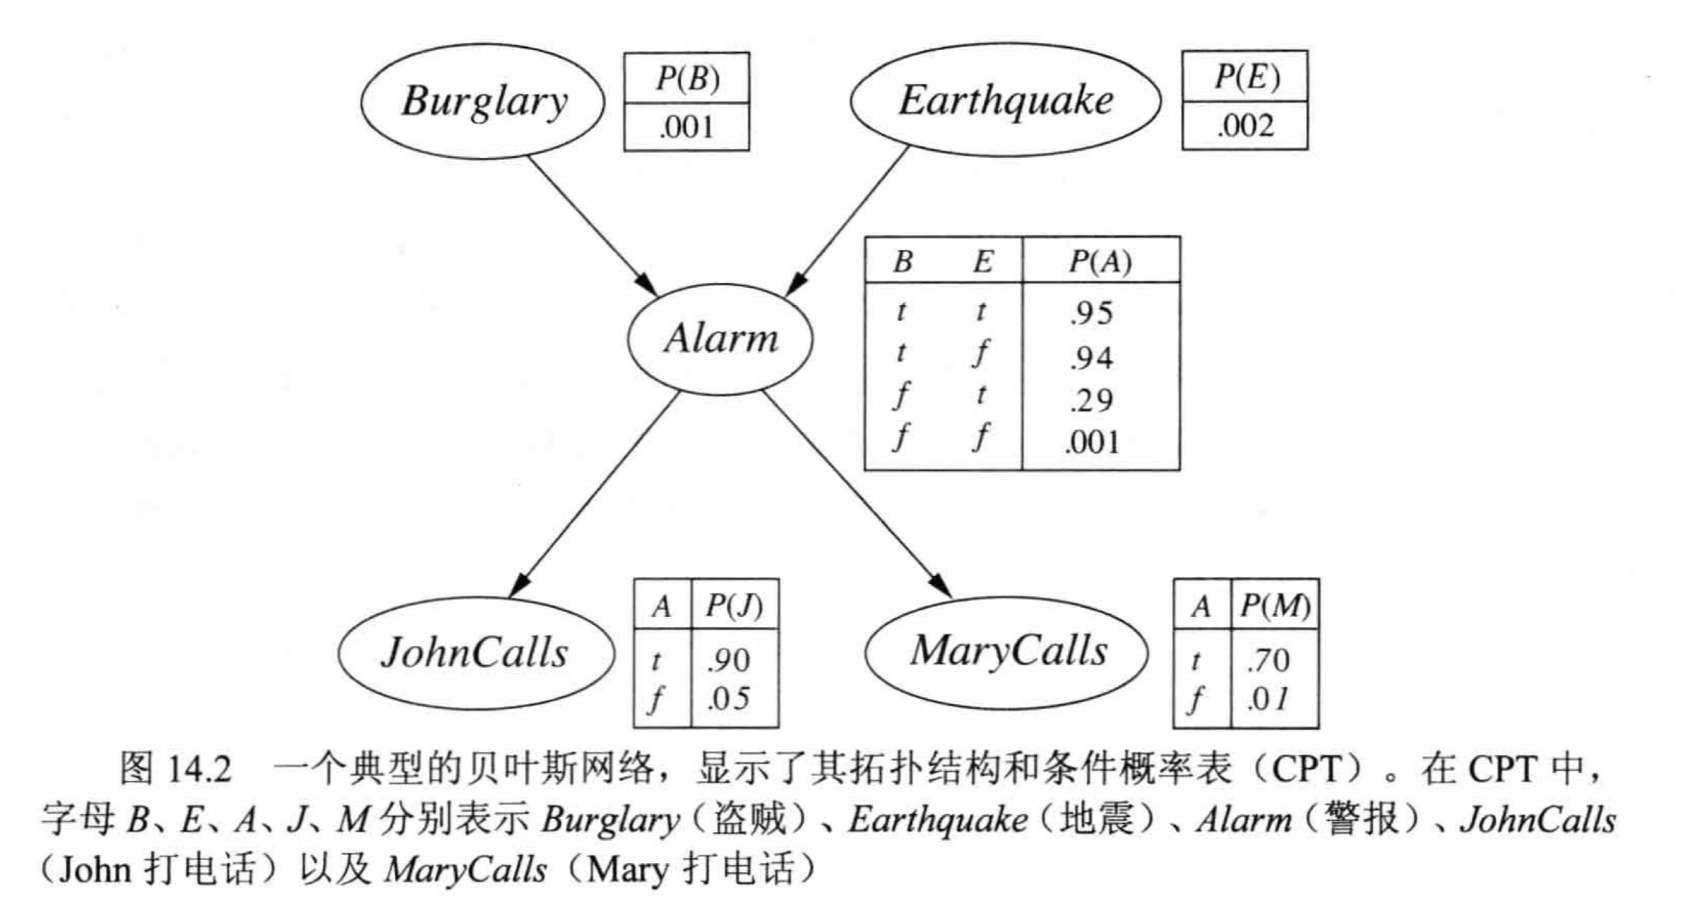 Burglary
P(B)
.001
Earthquake
P(E)
.002
B E P(A)
t t .95
t f .94
f t .29
f f .001
Alarm
JohnCalls
A P(J)
t .90
f .05
MaryCalls
A P(M)
t .70
f .01
图 14.2 一个典型的贝叶斯网络，显示了其拓扑结构和条件概率表（CPT）。在 CPT 中，
字母 B、E、A、J、M 分别表示 Burglary（盗贼）、Earthquake（地震）、Alarm（警报）、JohnCalls
（John 打电话）以及 MaryCalls（Mary 打电话）